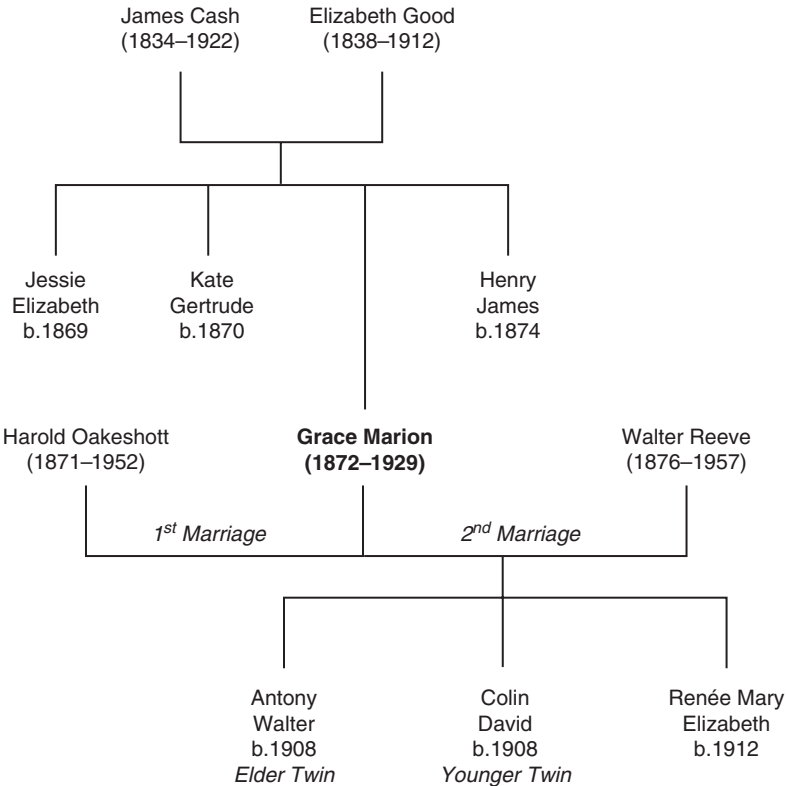 James Cash
(1834–1922)
Elizabeth Good
(1838–1912)
Jessie
Elizabeth
b.1869
Kate
Gertrude
b.1870
Henry
James
b.1874
Harold Oakeshott
(1871–1952)
Grace Marion
(1872–1929)
Walter Reeve
(1876–1957)
1st Marriage
2nd Marriage
Antony
Walter
b.1908
Elder Twin
Colin
David
b.1908
Younger Twin
Renée Mary
Elizabeth
b.1912